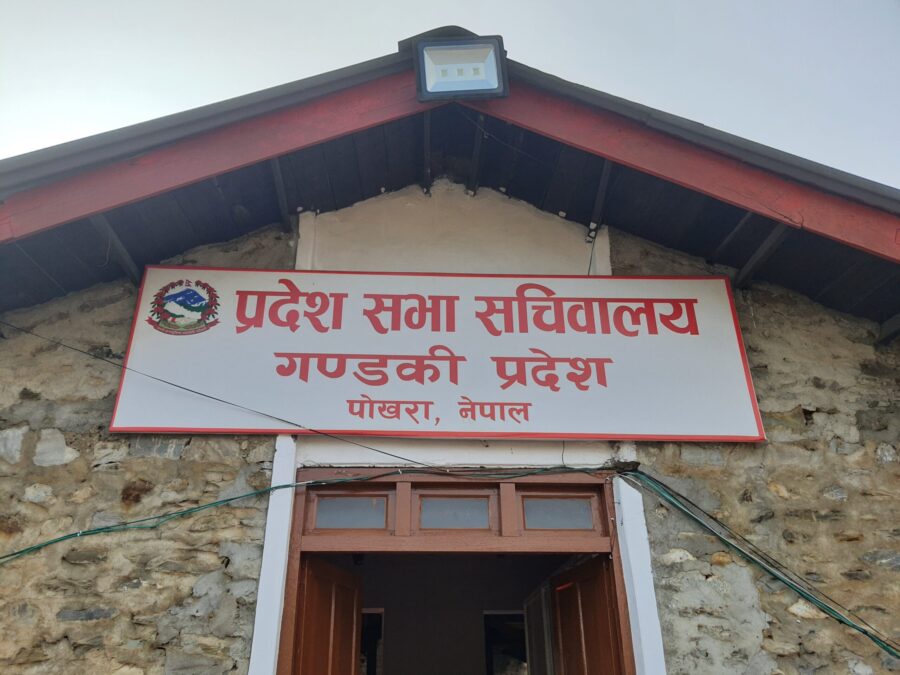 प्रदेश सभा सचिवालय
गण्डकी प्रदेश
पोखरा, नेपाल